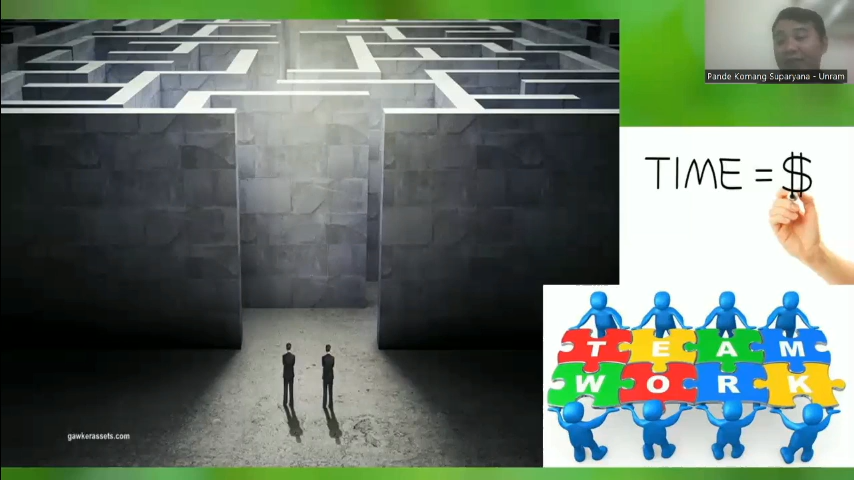 Pande Komang Suparyana - Unram
TIME = $
TEAM
WORK
gawkerassets.com